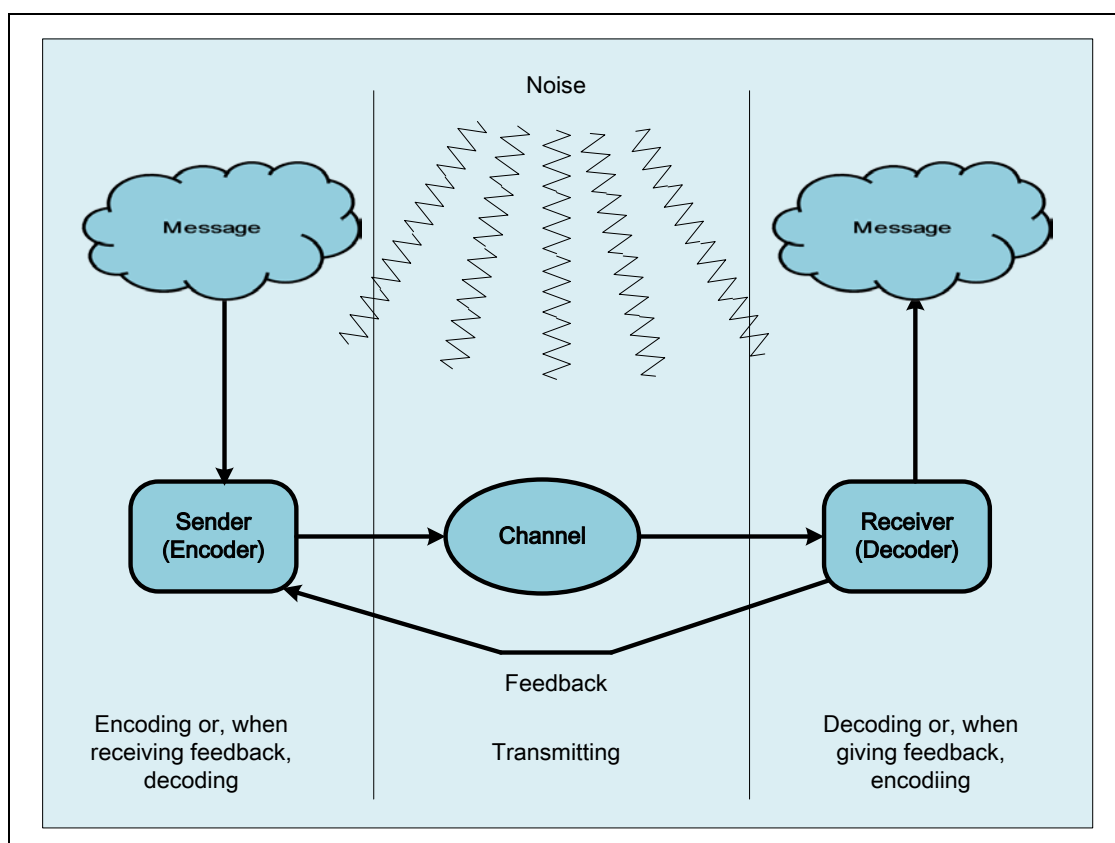 Noise
Message
Message
Sender
(Encoder)
Channel
Receiver
(Decoder)
Feedback
Encoding or, when
receiving feedback,
decoding
Transmitting
Decoding or, when
giving feedback,
encodiing